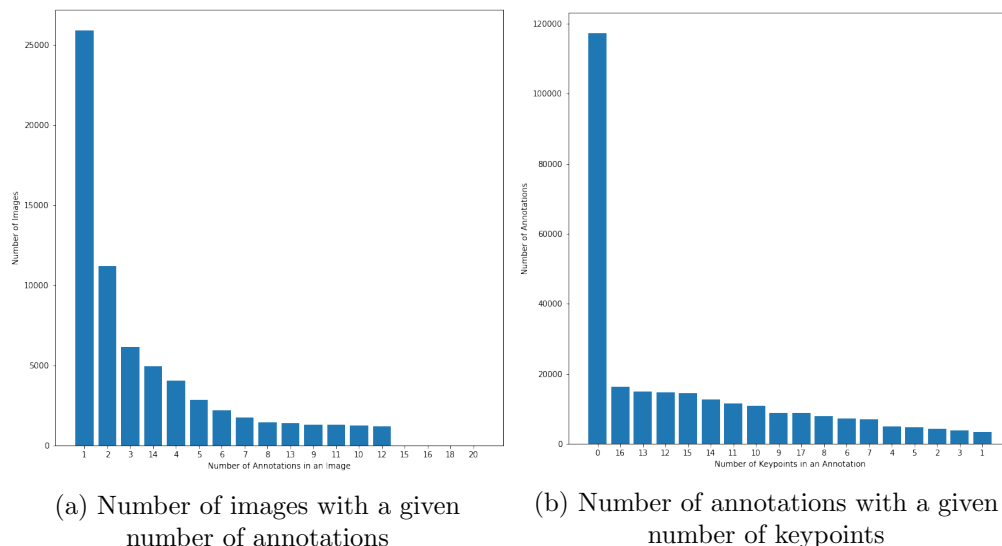 25000
20000
15000
10000
5000
0
Number of Images
1 2 3 14 4 5 6 7 8 13 9 11 10 12 15 16 18 20
Number of Annotations in an Image
(a) Number of images with a given
number of annotations
120000
100000
80000
60000
40000
20000
0
Number of Annotations
0 16 13 12 15 14 11 10 9 17 8 6 7 4 5 2 3 1
Number of Keypoints in an Annotation
(b) Number of annotations with a given
number of keypoints